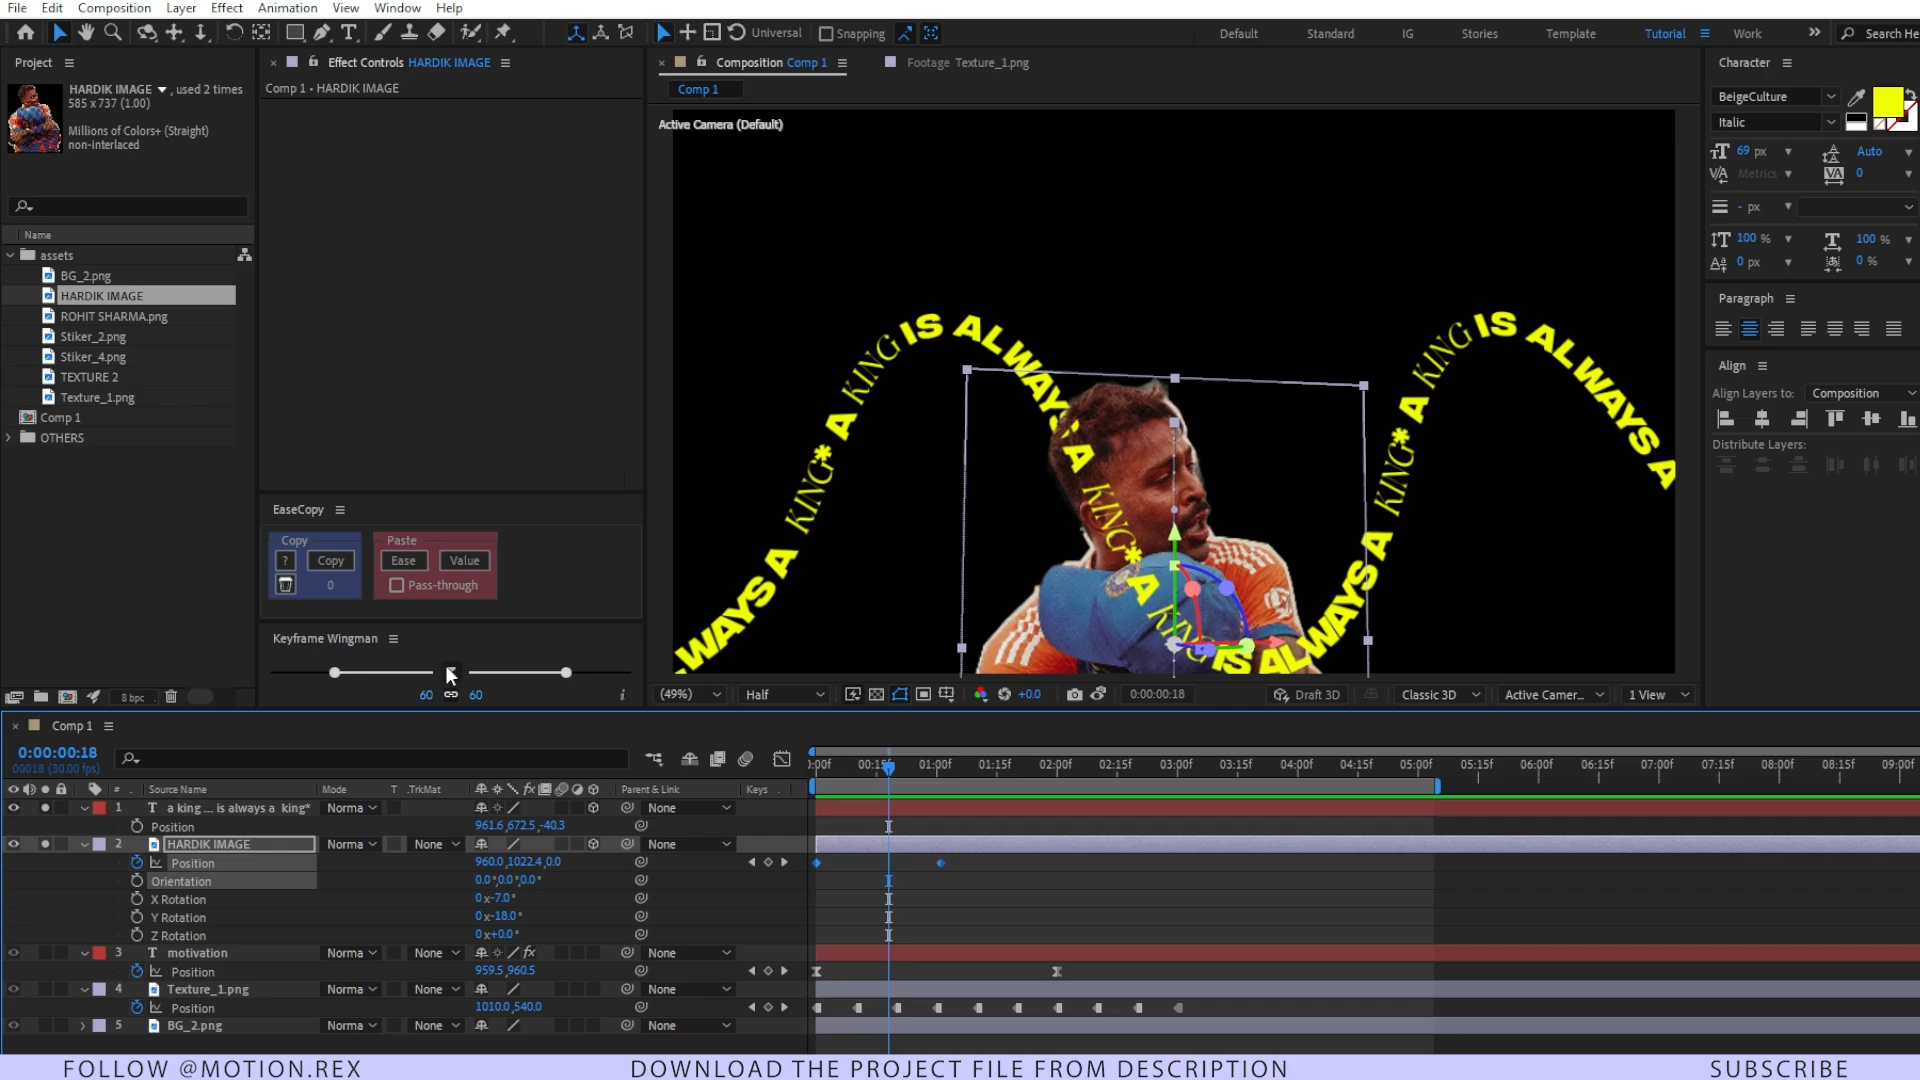 File Edit Composition Layer Effect Animation View Window Help
Universal Snapping Default Standard IG Stories Template Tutorial Work Search He
Project
HARDIK IMAGE , used 2 times
585 x 737 (1.00)
Millions of Colors+ (Straight)
non-interlaced
Name
assets
BG_2.png
HARDIK IMAGE
ROHIT SHARMA.png
Stiker_2.png
Stiker_4.png
TEXTURE 2
Texture_1.png
Comp 1
OTHERS
8 bpc
Effect Controls HARDIK IMAGE
Comp 1 • HARDIK IMAGE
EaseCopy
Copy Paste
? Copy Ease Value
0 Pass-through
Keyframe Wingman
60 60
Composition Comp 1 Footage Texture_1.png
Comp 1
Active Camera (Default)
WAYS A KING* A KING IS ALWAYS A KING* A KING IS ALWAYS A KING* A KING IS ALWAYS A
(49%) Half +0.0 0:00:00:18 Draft 3D Classic 3D Active Camer... 1 View
Character
BeigeCulture
Italic
69 px Auto
Metrics 0
- px
100 % 100 %
0 px 0 %
Paragraph
Align
Align Layers to: Composition
Distribute Layers:
Comp 1
0:00:00:18
00018 (30.00 fps)
:00f 00:15f 01:00f 01:15f 02:00f 02:15f 03:00f 03:15f 04:00f 04:15f 05:00f 05:15f 06:00f 06:15f 07:00f 07:15f 08:00f 08:15f 09:00f
# Source Name Mode T .TrkMat Parent & Link Keys
1 T a king ... is always a king* Norma None
Position 961.6,672.5,-40.3
2 HARDIK IMAGE Norma None None
Position 960.0,1022.4,0.0
Orientation 0.0°,0.0°,0.0°
X Rotation 0x-7.0°
Y Rotation 0x-18.0°
Z Rotation 0x+0.0°
3 T motivation Norma None None
Position 959.5,960.5
4 Texture_1.png Norma None None
Position 1010.0,540.0
5 BG_2.png Norma None None
FOLLOW @MOTION.REX DOWNLOAD THE PROJECT FILE FROM DESCRIPTION SUBSCRIBE